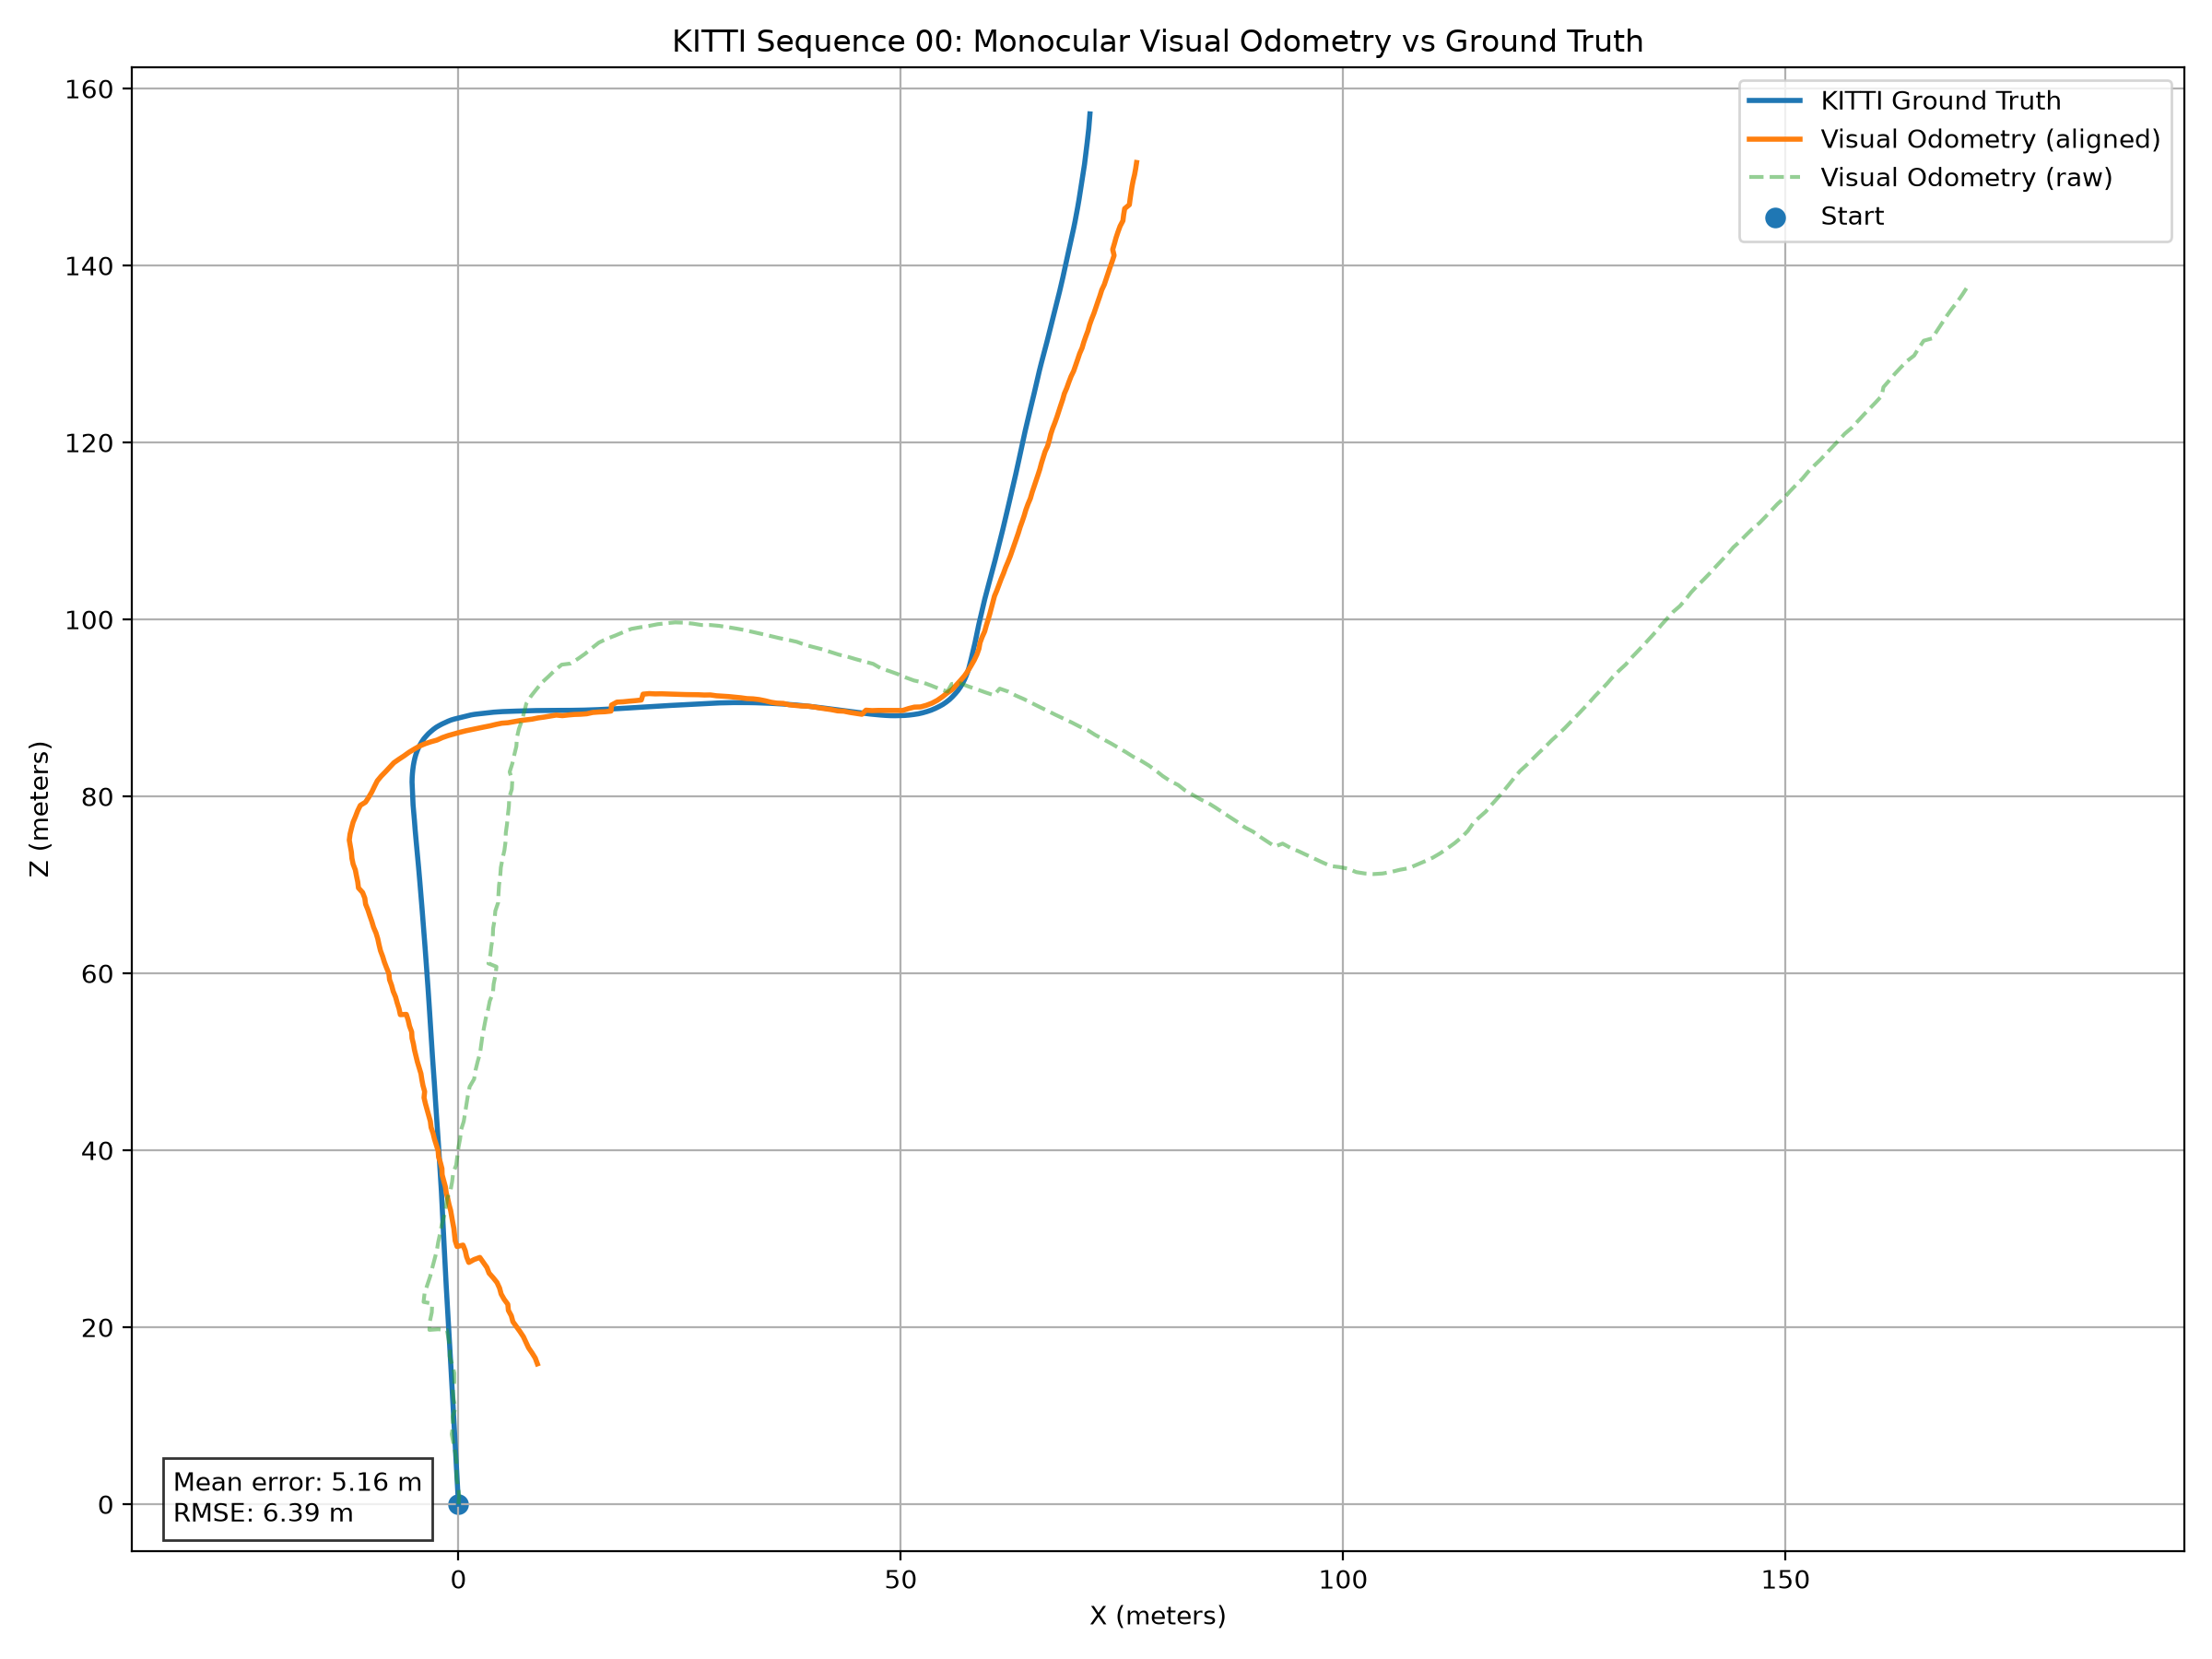 KITTI Sequence 00: Monocular Visual Odometry vs Ground Truth
KITTI Ground Truth
Visual Odometry (aligned)
Visual Odometry (raw)
Start
160
140
120
100
80
60
40
20
0
Z (meters)
Mean error: 5.16 m
RMSE: 6.39 m
0
50
100
150
X (meters)